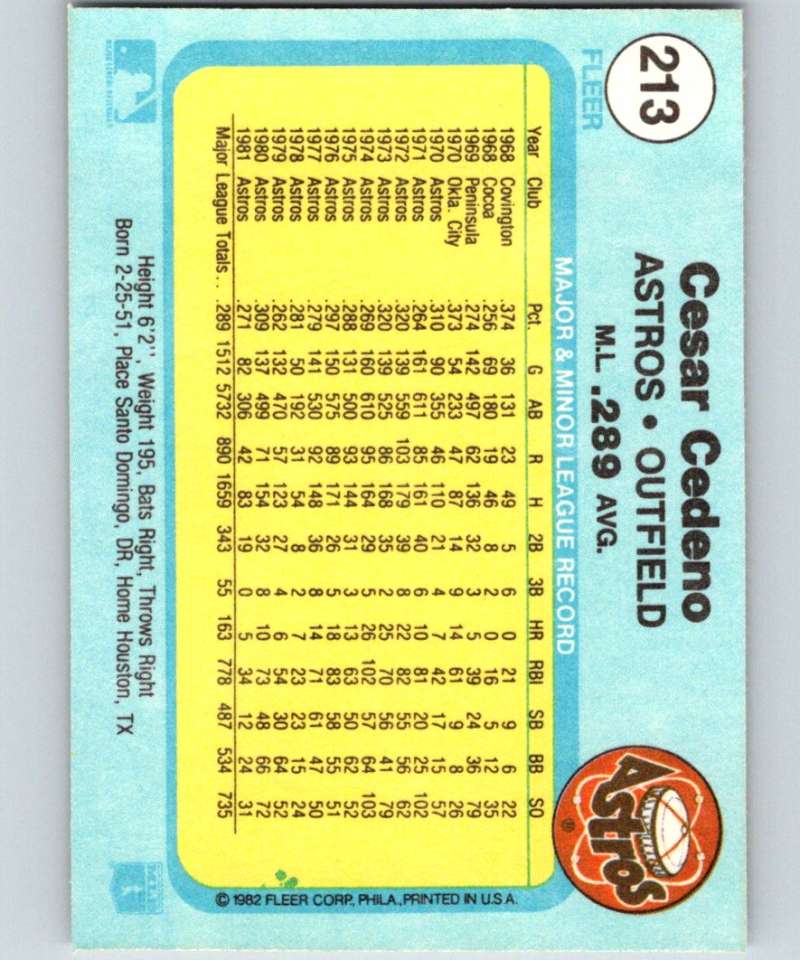 213
FLEER
Cesar Cedeno
ASTROS • OUTFIELD
M.L. .289 AVG.
Astros
®
MAJOR & MINOR LEAGUE RECORD
Year Club Pct. G AB R H 2B 3B HR RBI SB BB SO
1968 Covington .374 36 131 23 49 5 6 0 21 9 6 22
1968 Cocoa .256 69 180 19 46 8 2 0 16 5 12 35
1969 Peninsula .274 142 497 62 136 32 3 5 39 24 36 79
1970 Okla. City .373 54 233 47 87 14 9 14 61 9 8 26
1970 Astros .310 90 355 46 110 21 4 7 42 17 15 57
1971 Astros .264 161 611 85 161 40 6 10 81 20 25 102
1972 Astros .320 139 559 103 179 39 8 22 82 55 56 62
1973 Astros .320 139 525 86 168 35 2 25 70 56 41 79
1974 Astros .269 160 610 95 164 29 5 26 102 57 64 103
1975 Astros .288 131 500 93 144 31 3 13 63 50 62 52
1976 Astros .297 150 575 89 171 26 5 18 83 58 55 51
1977 Astros .279 141 530 92 148 36 8 14 71 61 47 50
1978 Astros .281 50 192 31 54 8 2 7 23 23 15 24
1979 Astros .262 132 470 57 123 27 4 6 54 30 64 52
1980 Astros .309 137 499 71 154 32 8 10 73 48 66 72
1981 Astros .271 82 306 42 83 19 0 5 34 12 24 31
Major League Totals . . .289 1512 5732 890 1659 343 55 163 778 487 534 735
Height 6'2", Weight 195, Bats Right, Throws Right
Born 2-25-51, Place Santo Domingo, DR, Home Houston, TX
© 1982 FLEER CORP., PHILA., PRINTED IN U.S.A.